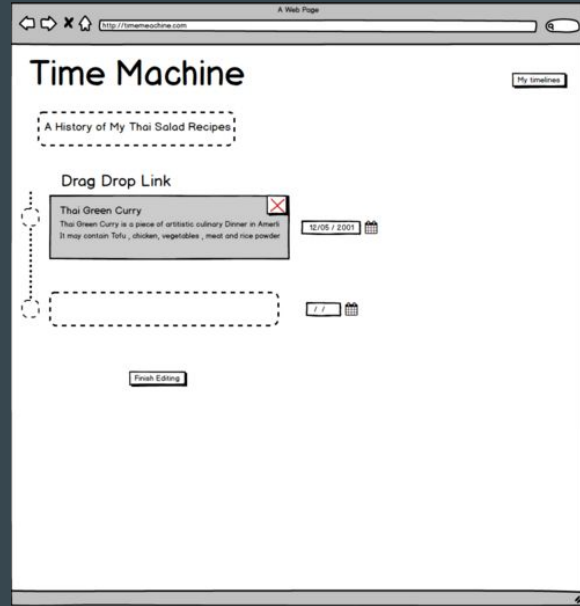 A Web Page
http://timemeachine.com
Time Machine
My timelines
A History of My Thai Salad Recipes
Drag Drop Link
Thai Green Curry
Thai Green Curry is a piece of artitistic culinary Dinner in Amerii
It may contain Tofu , chicken, vegetables , meat and rice powder
12/05 / 2001
/ /
Finish Editing